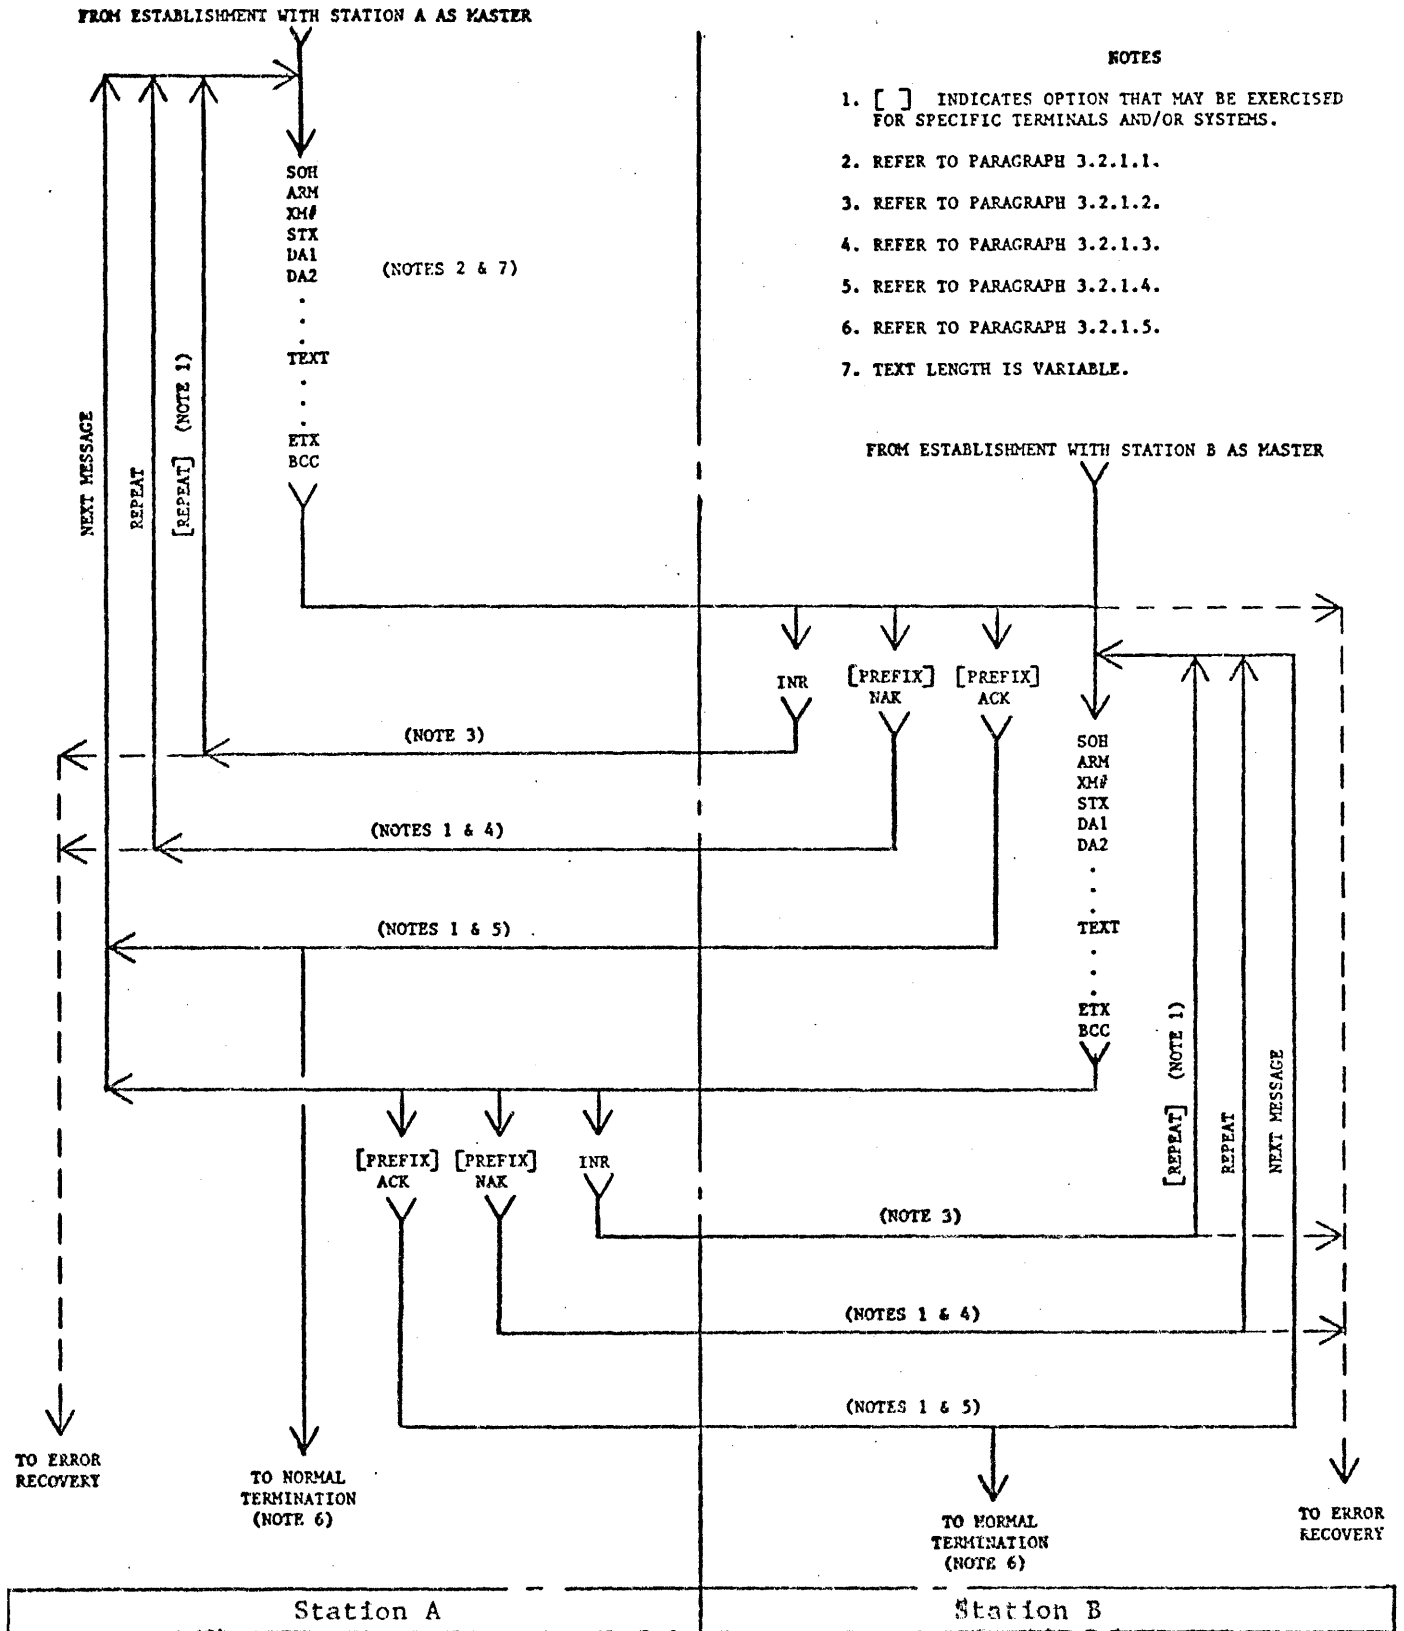 FROM ESTABLISHMENT WITH STATION A AS MASTER
NOTES
1. [ ] INDICATES OPTION THAT MAY BE EXERCISED
FOR SPECIFIC TERMINALS AND/OR SYSTEMS.
2. REFER TO PARAGRAPH 3.2.1.1.
3. REFER TO PARAGRAPH 3.2.1.2.
4. REFER TO PARAGRAPH 3.2.1.3.
5. REFER TO PARAGRAPH 3.2.1.4.
6. REFER TO PARAGRAPH 3.2.1.5.
7. TEXT LENGTH IS VARIABLE.
SOH
ARM
XM#
STX
DA1
DA2
(NOTES 2 & 7)
.
.
.
TEXT
.
.
.
ETX
BCC
NEXT MESSAGE
REPEAT
[REPEAT] (NOTE 1)
FROM ESTABLISHMENT WITH STATION B AS MASTER
INR
[PREFIX]
NAK
[PREFIX]
ACK
(NOTE 3)
(NOTES 1 & 4)
(NOTES 1 & 5)
SOH
ARM
XM#
STX
DA1
DA2
.
.
.
TEXT
.
.
.
ETX
BCC
[REPEAT] (NOTE 1)
REPEAT
NEXT MESSAGE
[PREFIX]
ACK
[PREFIX]
NAK
INR
(NOTE 3)
(NOTES 1 & 4)
(NOTES 1 & 5)
TO ERROR
RECOVERY
TO NORMAL
TERMINATION
(NOTE 6)
TO NORMAL
TERMINATION
(NOTE 6)
TO ERROR
RECOVERY
Station A
Station B